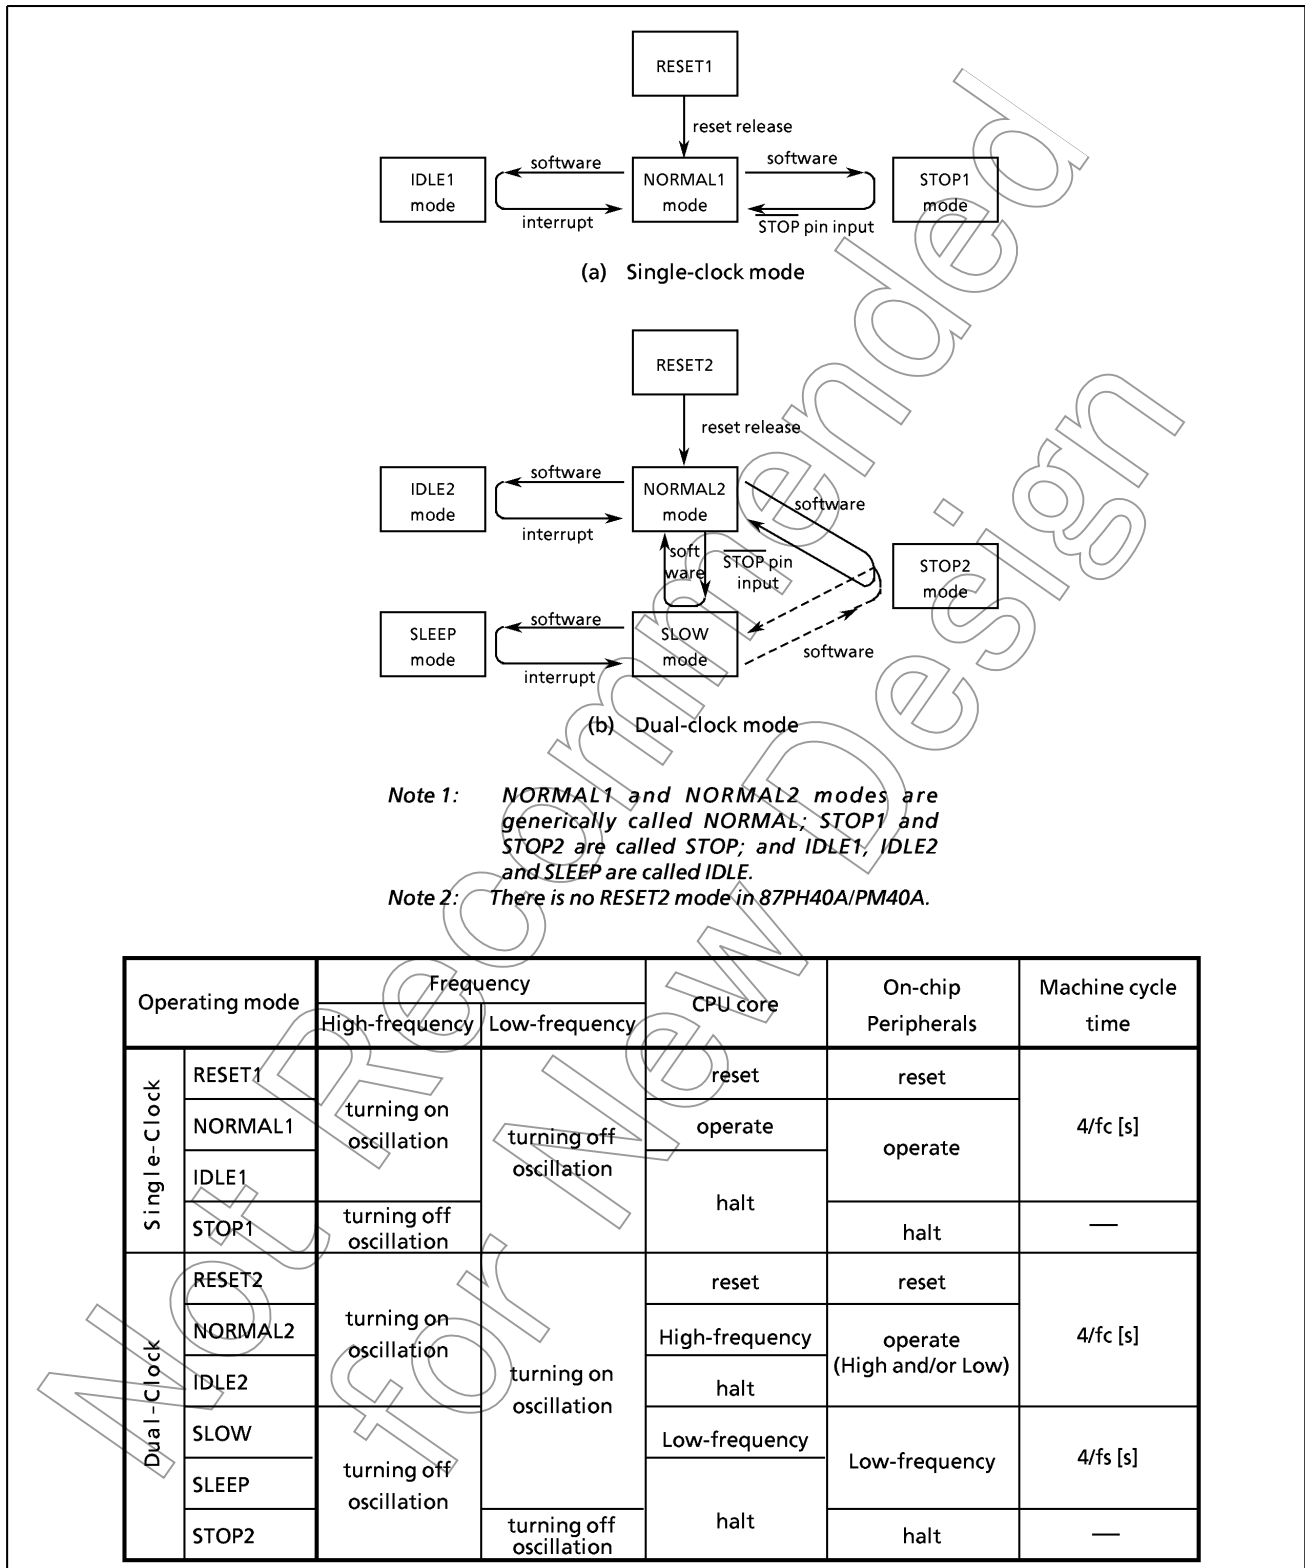 RESET1
reset release
software
software
IDLE1
mode
NORMAL1
mode
STOP1
mode
interrupt
STOP pin input
(a) Single-clock mode
RESET2
reset release
software
IDLE2
mode
NORMAL2
mode
software
interrupt
soft
ware
STOP pin
input
STOP2
mode
software
SLEEP
mode
SLOW
mode
software
interrupt
(b) Dual-clock mode
Note 1: NORMAL1 and NORMAL2 modes are
generically called NORMAL; STOP1 and
STOP2 are called STOP; and IDLE1, IDLE2
and SLEEP are called IDLE.
Note 2: There is no RESET2 mode in 87PH40A/PM40A.
Operating mode
Frequency
CPU core
On-chip
Peripherals
Machine cycle
time
High-frequency
Low-frequency
Single-Clock
RESET1
turning on
oscillation
turning off
oscillation
reset
reset
4/fc [s]
NORMAL1
operate
operate
IDLE1
halt
STOP1
turning off
oscillation
halt
—
Dual-Clock
RESET2
turning on
oscillation
turning on
oscillation
reset
reset
4/fc [s]
NORMAL2
High-frequency
operate
(High and/or Low)
IDLE2
halt
SLOW
turning off
oscillation
Low-frequency
Low-frequency
4/fs [s]
SLEEP
halt
STOP2
turning off
oscillation
halt
—
Not Recommended
for New Design